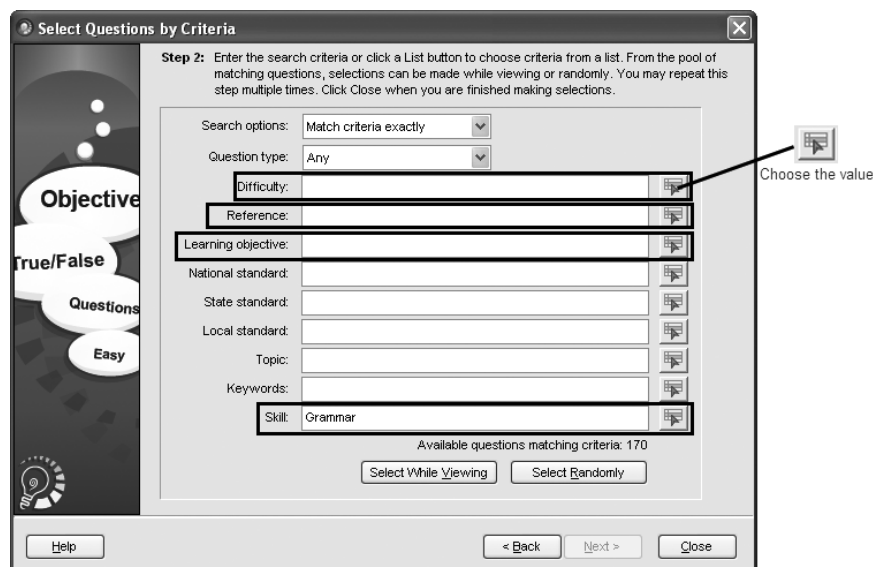 Select Questions by Criteria
Step 2: Enter the search criteria or click a List button to choose criteria from a list. From the pool of
matching questions, selections can be made while viewing or randomly. You may repeat this
step multiple times. Click Close when you are finished making selections.
Search options: Match criteria exactly
Question type: Any
Difficulty:
Choose the value
Reference:
Learning objective:
National standard:
State standard:
Local standard:
Topic:
Keywords:
Skill: Grammar
Available questions matching criteria: 170
Select While Viewing Select Randomly
Objective
True/False
Questions
Easy
Help < Back Next > Close